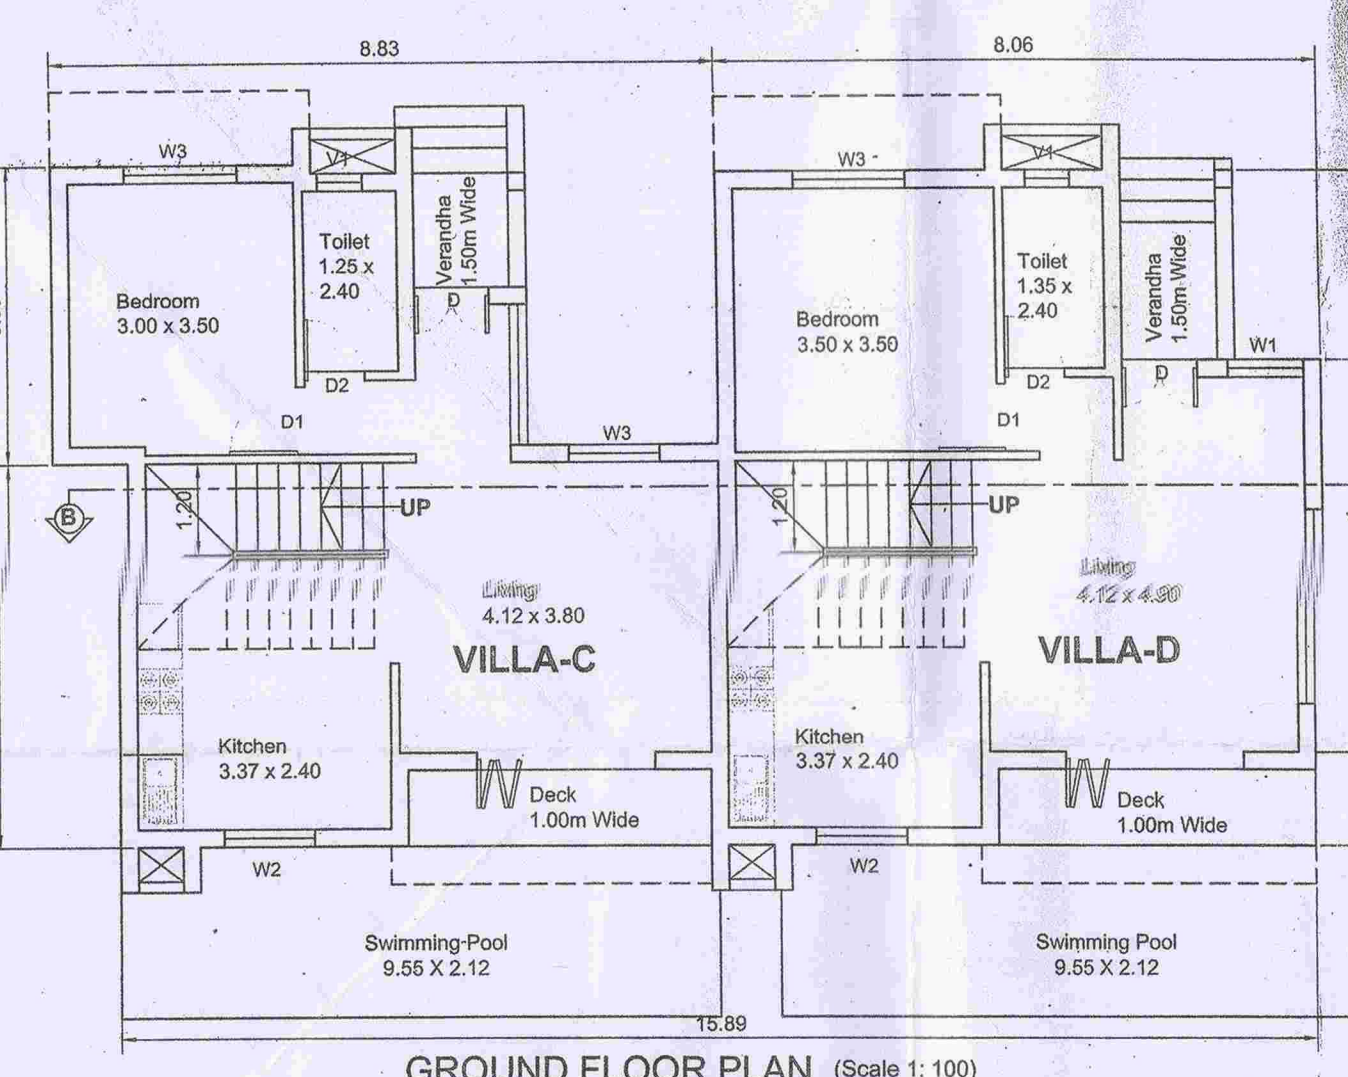 8.83
8.06
W3
V1
W3
V1
Verandha
1.50m Wide
Toilet
1.25 x
2.40
Bedroom
3.00 x 3.50
D
D2
D1
W3
Toilet
1.35 x
2.40
Verandha
1.50m Wide
Bedroom
3.50 x 3.50
W1
D
D2
D1
B
1.20
UP
1.20
UP
Living
4.12 x 3.80
VILLA-C
Living
4.12 x 4.90
VILLA-D
Kitchen
3.37 x 2.40
Kitchen
3.37 x 2.40
Deck
1.00m Wide
Deck
1.00m Wide
W2
W2
Swimming-Pool
9.55 X 2.12
Swimming Pool
9.55 X 2.12
15.89
GROUND FLOOR PLAN (Scale 1: 100)